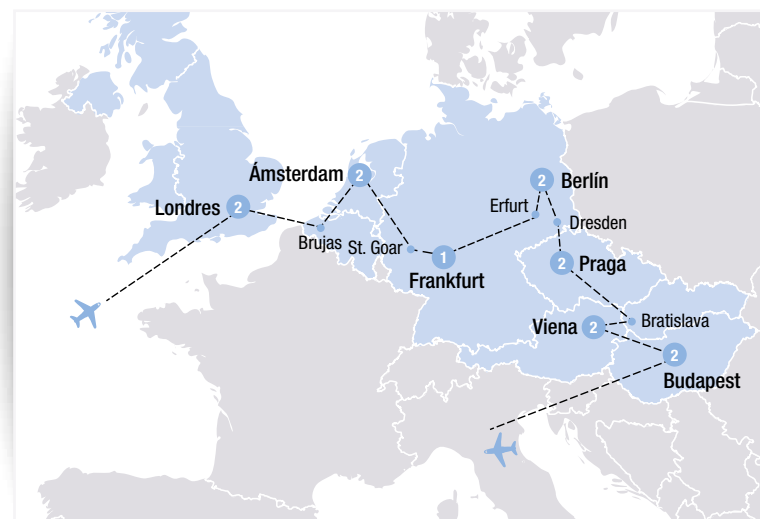 Ámsterdam
2
2
Berlín
Londres
2
Erfurt
Dresden
Brujas
St. Goar
1
Frankfurt
2
Praga
Viena
2
Bratislava
2
Budapest